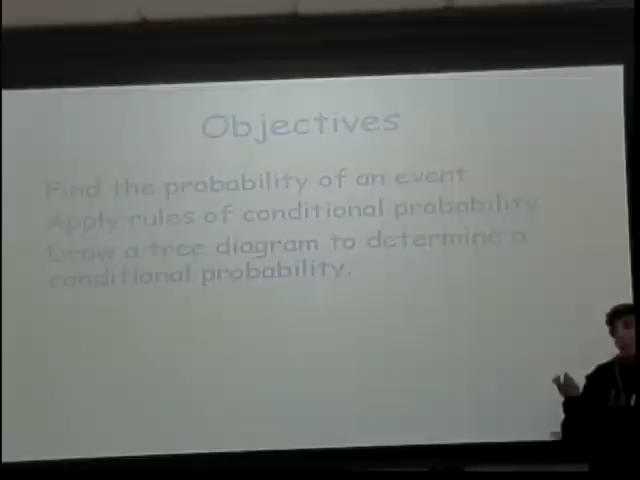 Objectives
Find the probability of an event
Apply rules of conditional probability
Draw a tree diagram to determine a
conditional probability.